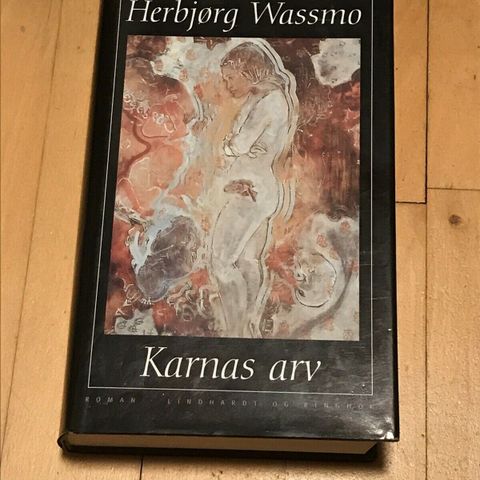 Herbjørg Wassmo
Karnas arv
ROMAN LINDHARDT OG RINGHOF